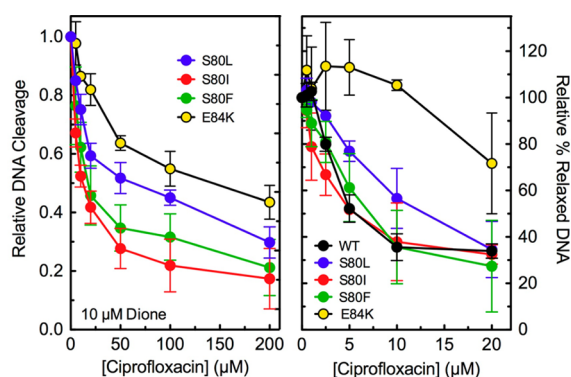 1.0
0.8
0.6
0.4
0.2
0.0
Relative DNA Cleavage
S80L
S80I
S80F
E84K
10 µM Dione
0 50 100 150 200
[Ciprofloxacin] (µM)
120
100
80
60
40
20
0
Relative % Relaxed DNA
WT
S80L
S80I
S80F
E84K
0 5 10 15 20
[Ciprofloxacin] (µM)